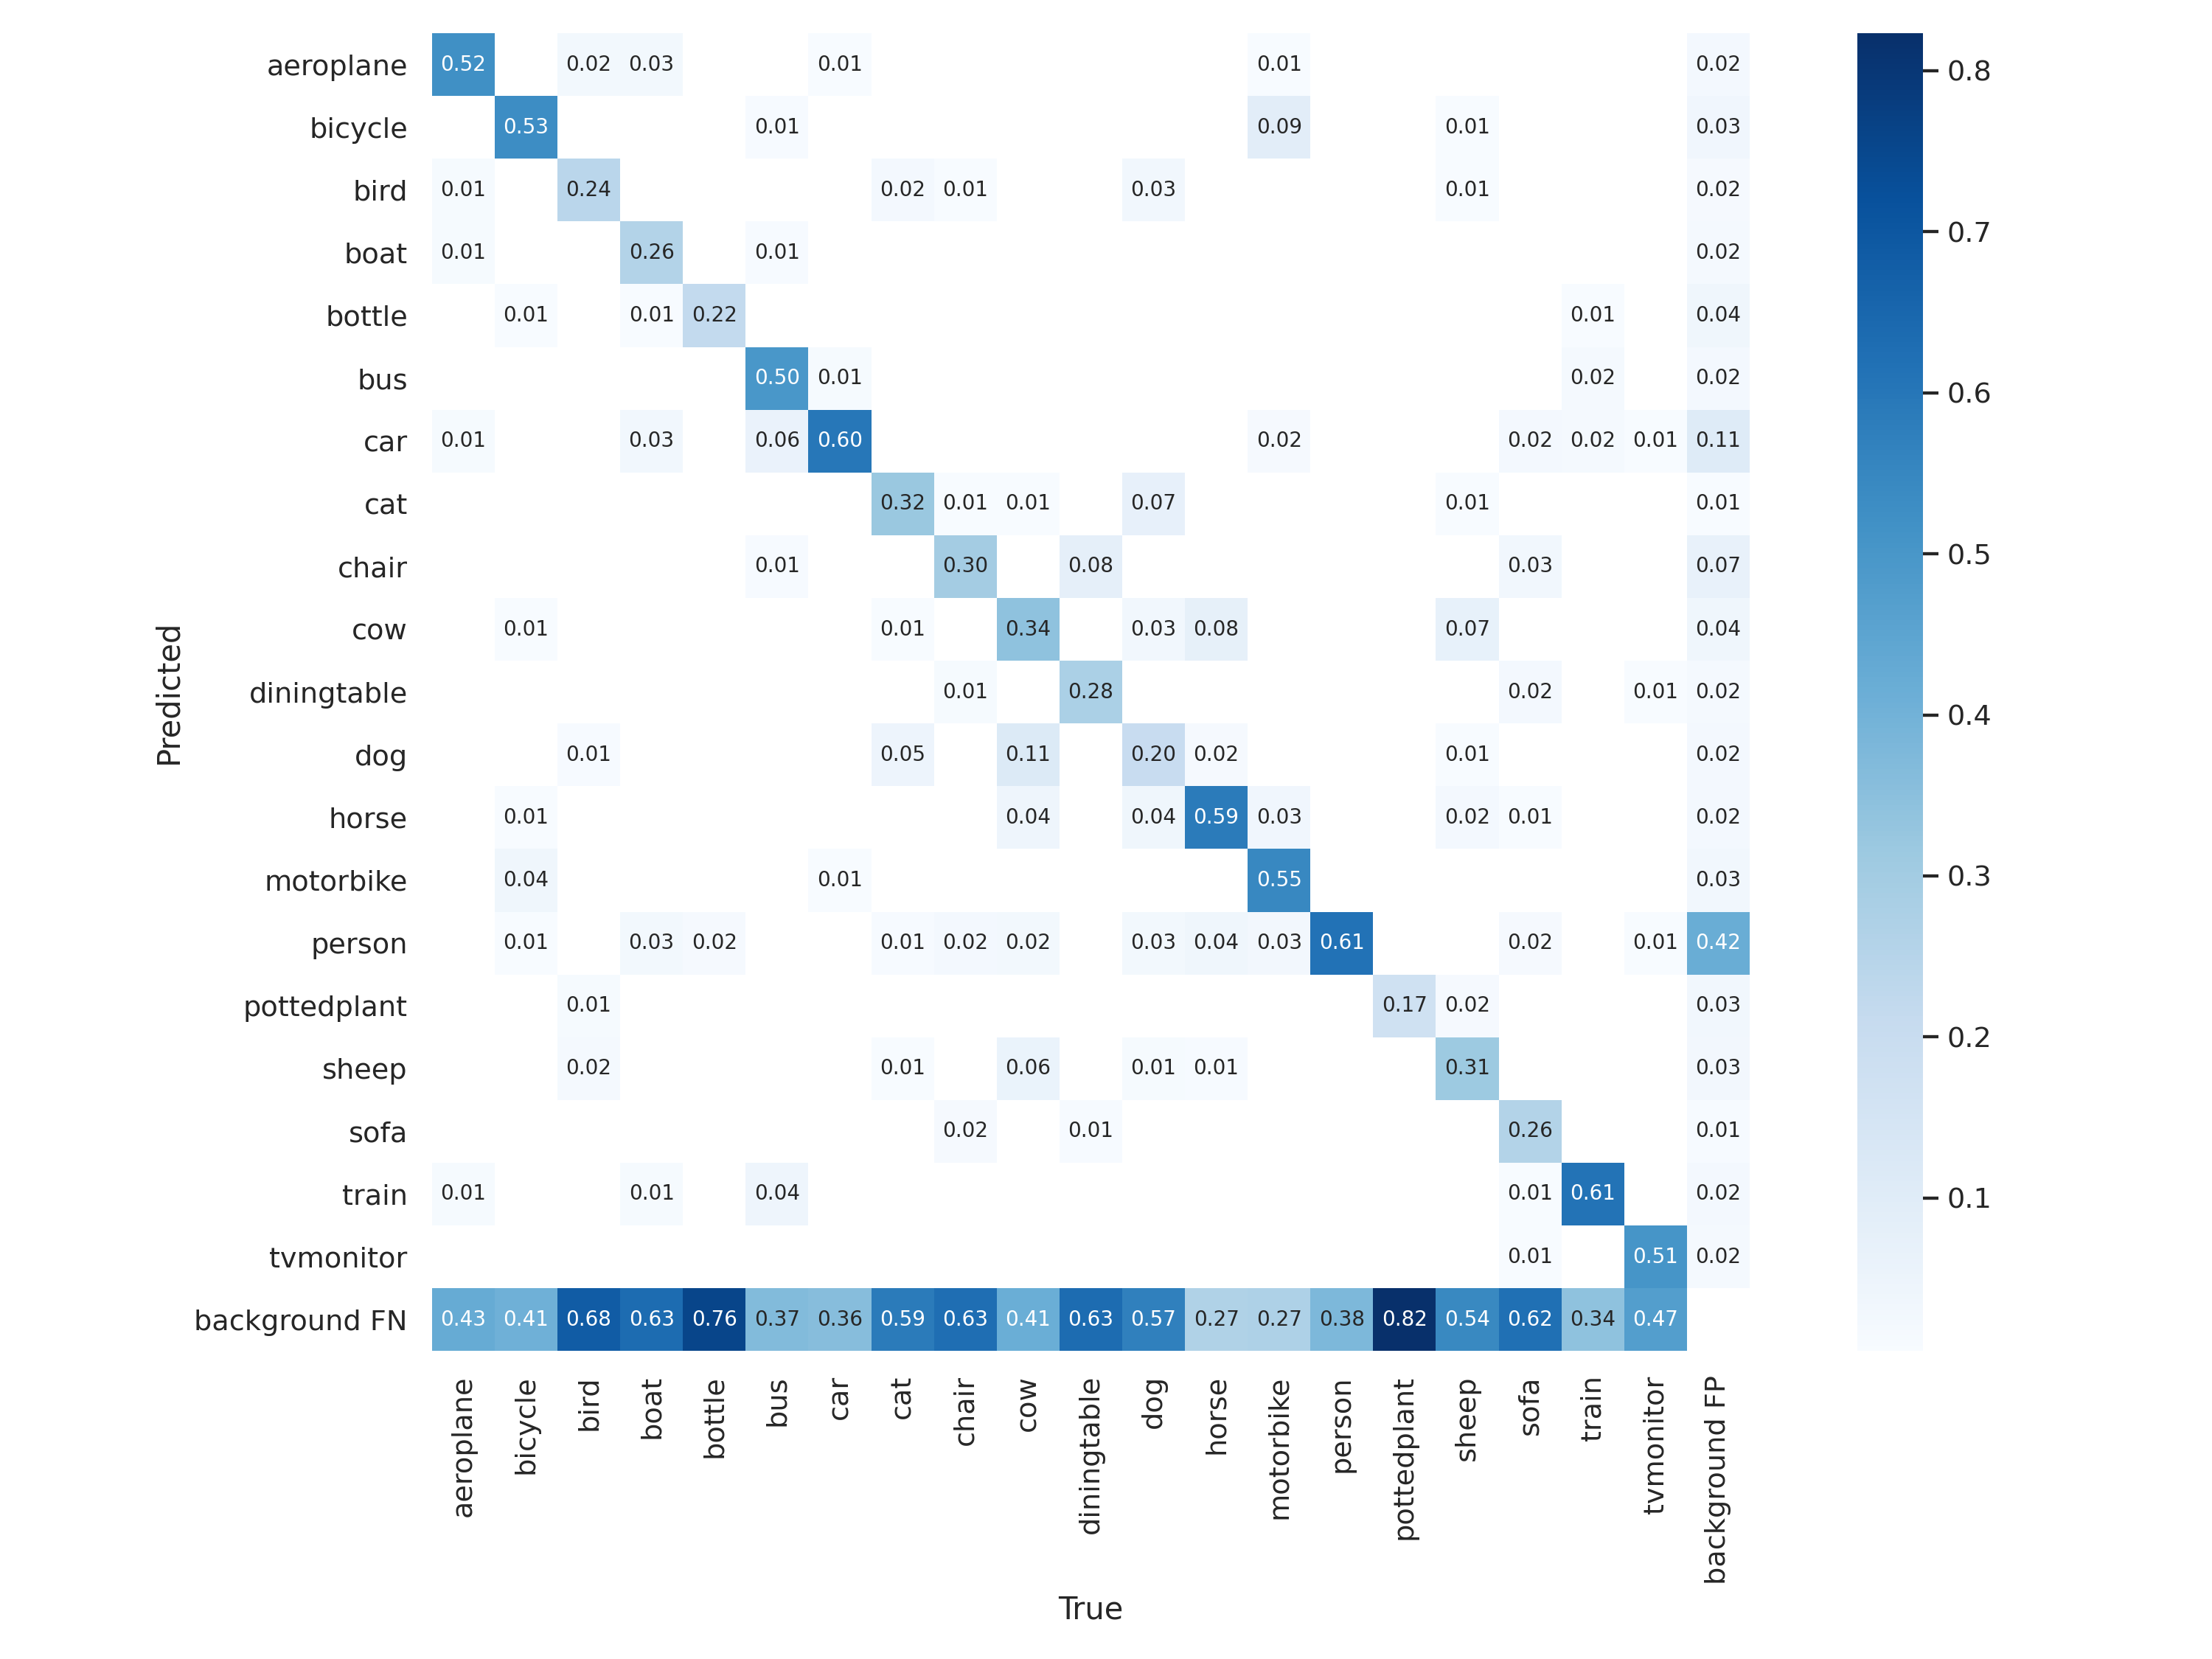 aeroplane 0.52 0.02 0.03 0.01 0.01 0.02
bicycle 0.53 0.01 0.09 0.01 0.03
bird 0.01 0.24 0.02 0.01 0.03 0.01 0.02
boat 0.01 0.26 0.01 0.02
bottle 0.01 0.01 0.22 0.01 0.04
bus 0.50 0.01 0.02 0.02
car 0.01 0.03 0.06 0.60 0.02 0.02 0.02 0.01 0.11
cat 0.32 0.01 0.01 0.07 0.01 0.01
chair 0.01 0.30 0.08 0.03 0.07
cow 0.01 0.01 0.34 0.03 0.08 0.07 0.04
diningtable 0.01 0.28 0.02 0.01 0.02
dog 0.01 0.05 0.11 0.20 0.02 0.01 0.02
horse 0.01 0.04 0.04 0.59 0.03 0.02 0.01 0.02
motorbike 0.04 0.01 0.55 0.03
person 0.01 0.03 0.02 0.01 0.02 0.02 0.03 0.04 0.03 0.61 0.02 0.01 0.42
pottedplant 0.01 0.17 0.02 0.03
sheep 0.02 0.01 0.06 0.01 0.01 0.31 0.03
sofa 0.02 0.01 0.26 0.01
train 0.01 0.01 0.04 0.01 0.61 0.02
tvmonitor 0.01 0.51 0.02
background FN 0.43 0.41 0.68 0.63 0.76 0.37 0.36 0.59 0.63 0.41 0.63 0.57 0.27 0.27 0.38 0.82 0.54 0.62 0.34 0.47
Predicted
aeroplane
bicycle
bird
boat
bottle
bus
car
cat
chair
cow
diningtable
dog
horse
motorbike
person
pottedplant
sheep
sofa
train
tvmonitor
background FP
True
0.8
0.7
0.6
0.5
0.4
0.3
0.2
0.1